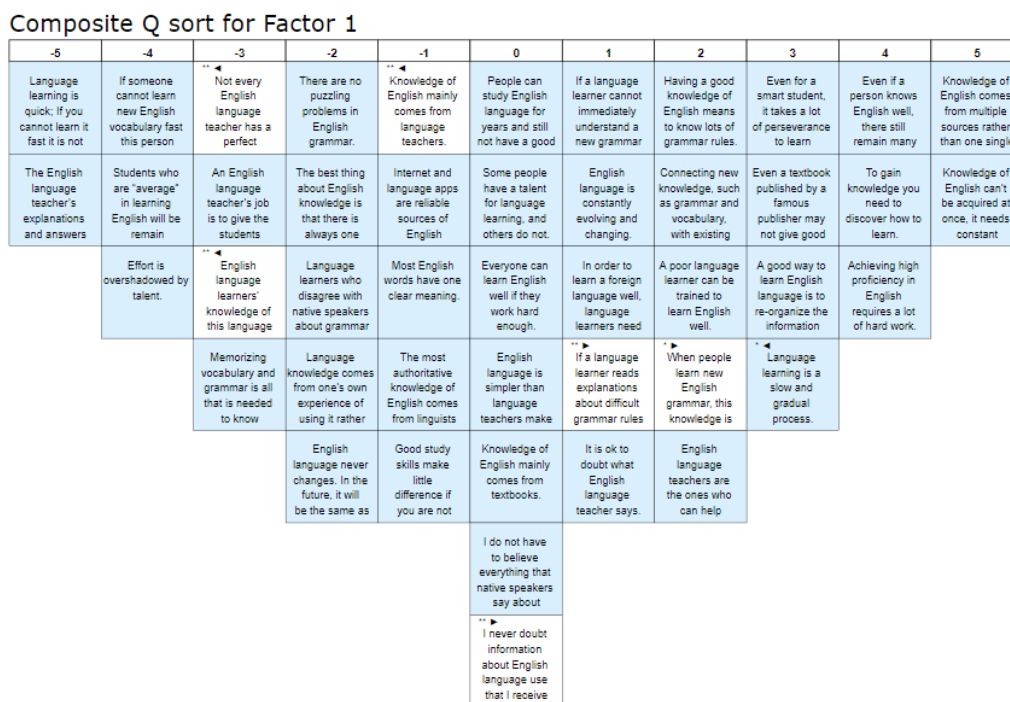 Composite Q sort for Factor 1
-5 -4 -3 -2 -1 0 1 2 3 4 5
Language
learning is
quick; If you
cannot learn it
fast it is not
If someone
cannot learn
new English
vocabulary fast
this person
** ◄
Not every
English
language
teacher has a
perfect
There are no
puzzling
problems in
English
grammar.
** ◄
Knowledge of
English mainly
comes from
language
teachers.
People can
study English
language for
years and still
not have a good
If a language
learner cannot
immediately
understand a
new grammar
Having a good
knowledge of
English means
to know lots of
grammar rules.
Even for a
smart student,
it takes a lot
of perseverance
to learn
Even if a
person knows
English well,
there still
remain many
Knowledge of
English comes
from multiple
sources rather
than one single
The English
language
teacher's
explanations
and answers
Students who
are "average"
in learning
English will be
remain
An English
language
teacher's job
is to give the
students
The best thing
about English
knowledge is
that there is
always one
Internet and
language apps
are reliable
sources of
English
Some people
have a talent
for language
learning, and
others do not.
English
language is
constantly
evolving and
changing.
Connecting new
knowledge, such
as grammar and
vocabulary,
with existing
Even a textbook
published by a
famous
publisher may
not give good
To gain
knowledge you
need to
discover how to
learn.
Knowledge of
English can't
be acquired at
once, it needs
constant
Effort is
overshadowed by
talent.
** ◄
English
language
learners'
knowledge of
this language
Language
learners who
disagree with
native speakers
about grammar
Most English
words have one
clear meaning.
Everyone can
learn English
well if they
work hard
enough.
In order to
learn a foreign
language well,
language
learners need
A poor language
learner can be
trained to
learn English
well.
A good way to
learn English
language is to
re-organize the
information
Achieving high
proficiency in
English
requires a lot
of hard work.
Memorizing
vocabulary and
grammar is all
that is needed
to know
Language
knowledge comes
from one's own
experience of
using it rather
The most
authoritative
knowledge of
English comes
from linguists
English
language is
simpler than
language
teachers make
** ►
If a language
learner reads
explanations
about difficult
grammar rules
* ►
When people
learn new
English
grammar, this
knowledge is
* ◄
Language
learning is a
slow and
gradual
process.
English
language never
changes. In the
future, it will
be the same as
Good study
skills make
little
difference if
you are not
Knowledge of
English mainly
comes from
textbooks.
It is ok to
doubt what
English
language
teacher says.
English
language
teachers are
the ones who
can help
I do not have
to believe
everything that
native speakers
say about
** ►
I never doubt
information
about English
language use
that I receive